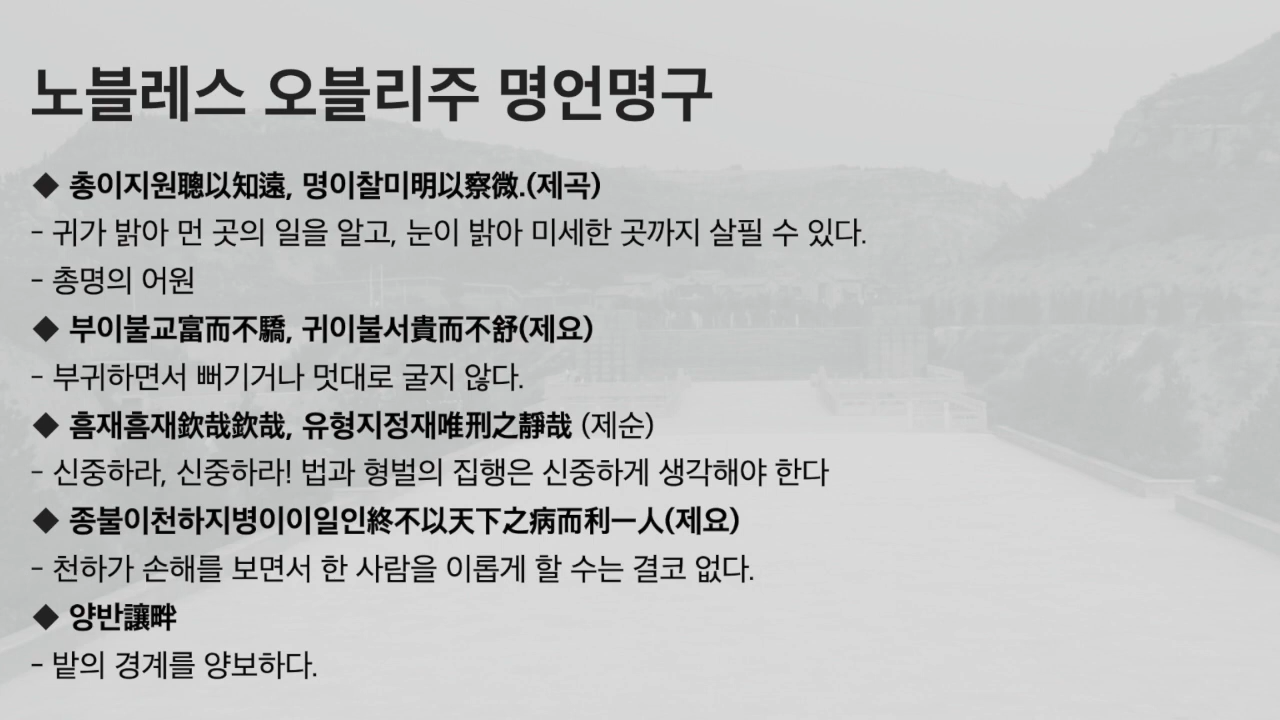 노블레스 오블리주 명언명구
◆ 총이지원聰以知遠, 명이찰미明以察微.(제곡)
- 귀가 밝아 먼 곳의 일을 알고, 눈이 밝아 미세한 곳까지 살필 수 있다.
- 총명의 어원
◆ 부이불교富而不驕, 귀이불서貴而不舒(제요)
- 부귀하면서 뻐기거나 멋대로 굴지 않다.
◆ 흠재흠재欽哉欽哉, 유형지정재唯刑之靜哉 (제순)
- 신중하라, 신중하라! 법과 형벌의 집행은 신중하게 생각해야 한다
◆ 종불이천하지병이이일인終不以天下之病而利一人(제요)
- 천하가 손해를 보면서 한 사람을 이롭게 할 수는 결코 없다.
◆ 양반讓畔
- 밭의 경계를 양보하다.